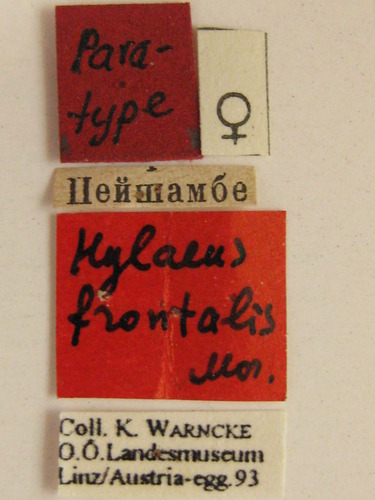 Para-
type
♀
Пейшамбе
Hylaeus
frontalis
Mor.
Coll. K. WARNCKE
O.Ö.Landesmuseum
Linz/Austria-egg.93